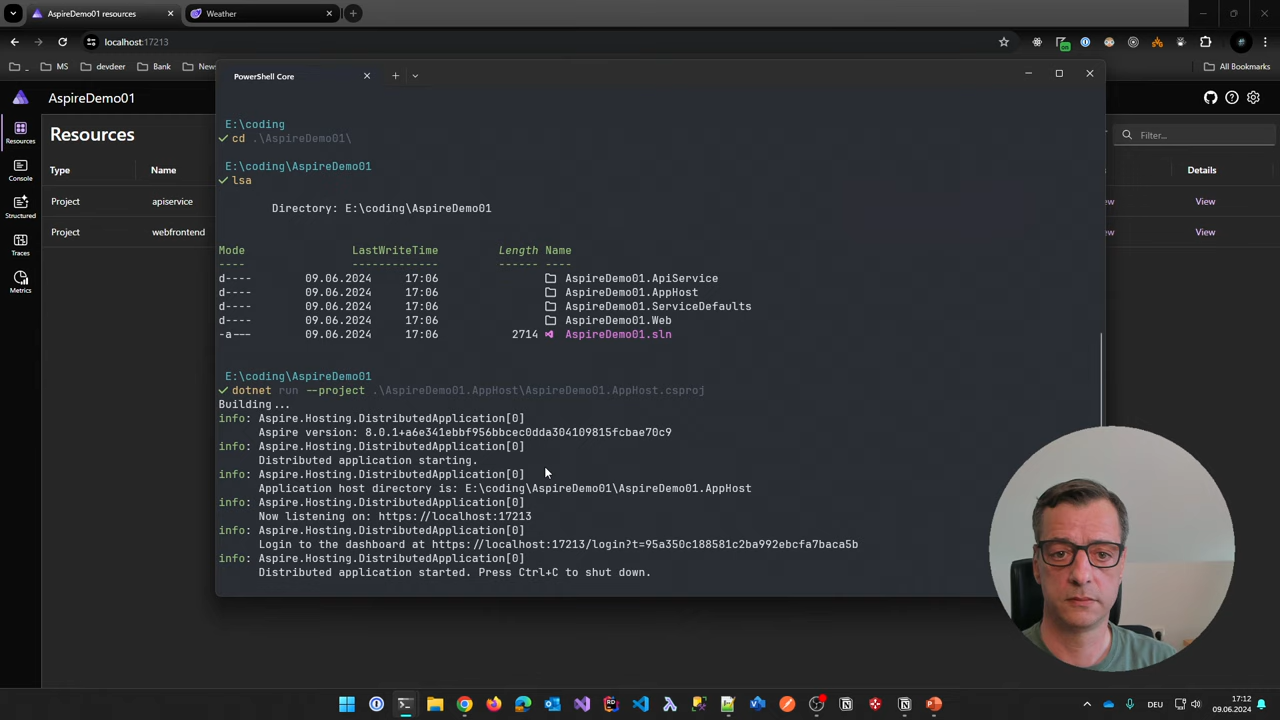 AspireDemo01 resources
Weather
localhost:17213
MS
devdeer
Bank
New
All Bookmarks
AspireDemo01
PowerShell Core
Resources
Console
Structured
Traces
Metrics
Resources
Filter...
Type
Name
Details
Project
apiservice
ew
View
Project
webfrontend
ew
View
E:\coding
cd .\AspireDemo01\
E:\coding\AspireDemo01
lsa
Directory: E:\coding\AspireDemo01
Mode LastWriteTime Length Name
---- ------------- ------ ----
d---- 09.06.2024 17:06 AspireDemo01.ApiService
d---- 09.06.2024 17:06 AspireDemo01.AppHost
d---- 09.06.2024 17:06 AspireDemo01.ServiceDefaults
d---- 09.06.2024 17:06 AspireDemo01.Web
-a--- 09.06.2024 17:06 2714 AspireDemo01.sln
E:\coding\AspireDemo01
dotnet run --project .\AspireDemo01.AppHost\AspireDemo01.AppHost.csproj
Building...
info: Aspire.Hosting.DistributedApplication[0]
Aspire version: 8.0.1+a6e341ebbf956bbcec0dda304109815fcbae70c9
info: Aspire.Hosting.DistributedApplication[0]
Distributed application starting.
info: Aspire.Hosting.DistributedApplication[0]
Application host directory is: E:\coding\AspireDemo01\AspireDemo01.AppHost
info: Aspire.Hosting.DistributedApplication[0]
Now listening on: https://localhost:17213
info: Aspire.Hosting.DistributedApplication[0]
Login to the dashboard at https://localhost:17213/login?t=95a350c188581c2ba992ebcfa7baca5b
info: Aspire.Hosting.DistributedApplication[0]
Distributed application started. Press Ctrl+C to shut down.
DEU
17:12
09.06.2024